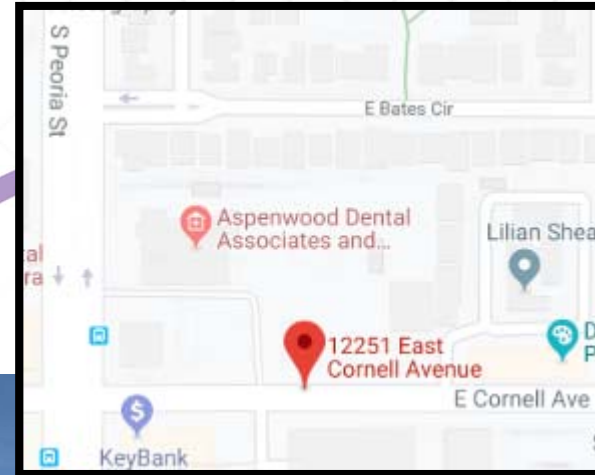 S Peoria St
E Bates Cir
Aspenwood Dental
Associates and...
Lilian Shea
12251 East
Cornell Avenue
E Cornell Ave
KeyBank